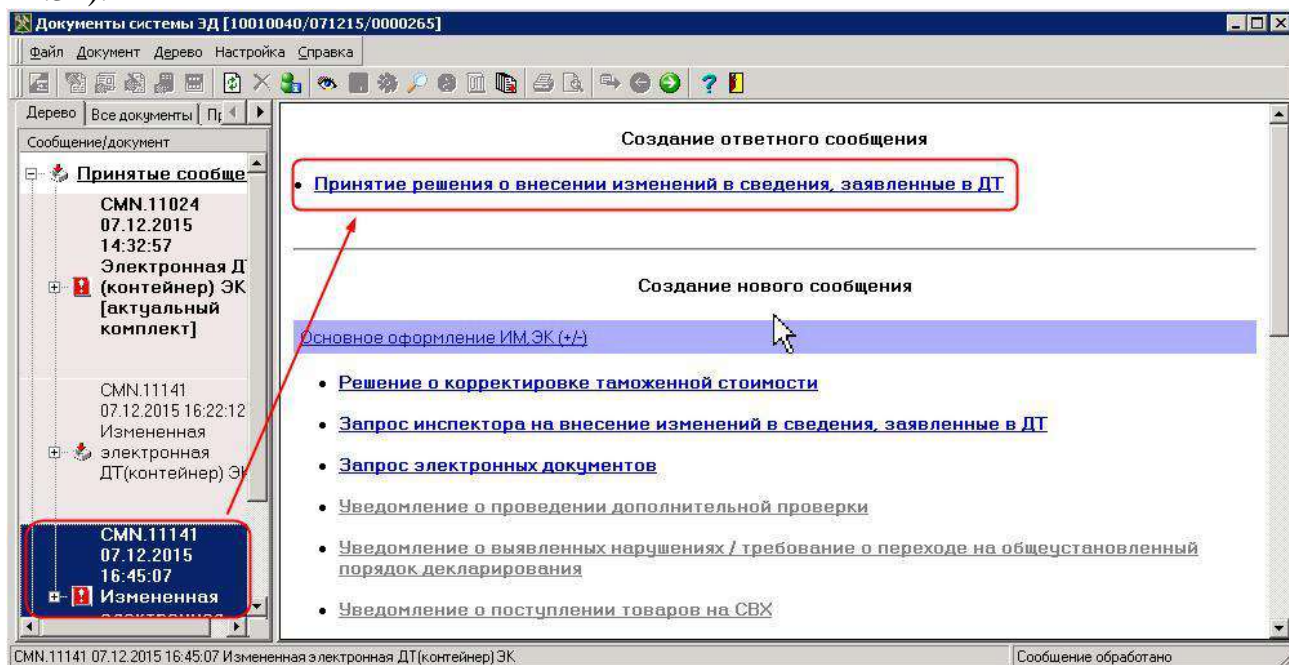 Документы системы ЭД [10010040/071215/0000265]
Файл Документ Дерево Настройка Справка
Дерево Все документы
Сообщение/документ
Принятые сообще
CMN.11024
07.12.2015
14:32:57
Электронная Д
(контейнер) ЭК
[актуальный
комплект]
CMN.11141
07.12.2015 16:22:12
Измененная
электронная
ДТ(контейнер) ЭК
CMN.11141
07.12.2015
16:45:07
Измененная
Создание ответного сообщения
• Принятие решения о внесении изменений в сведения, заявленные в ДТ
Создание нового сообщения
Основное оформление ИМ,ЭК (+/-)
• Решение о корректировке таможенной стоимости
• Запрос инспектора на внесение изменений в сведения, заявленные в ДТ
• Запрос электронных документов
• Уведомление о проведении дополнительной проверки
• Уведомление о выявленных нарушениях / требование о переходе на общеустановленный
порядок декларирования
• Уведомление о поступлении товаров на СВХ
CMN.11141 07.12.2015 16:45:07 Измененная электронная ДТ(контейнер) ЭК
Сообщение обработано